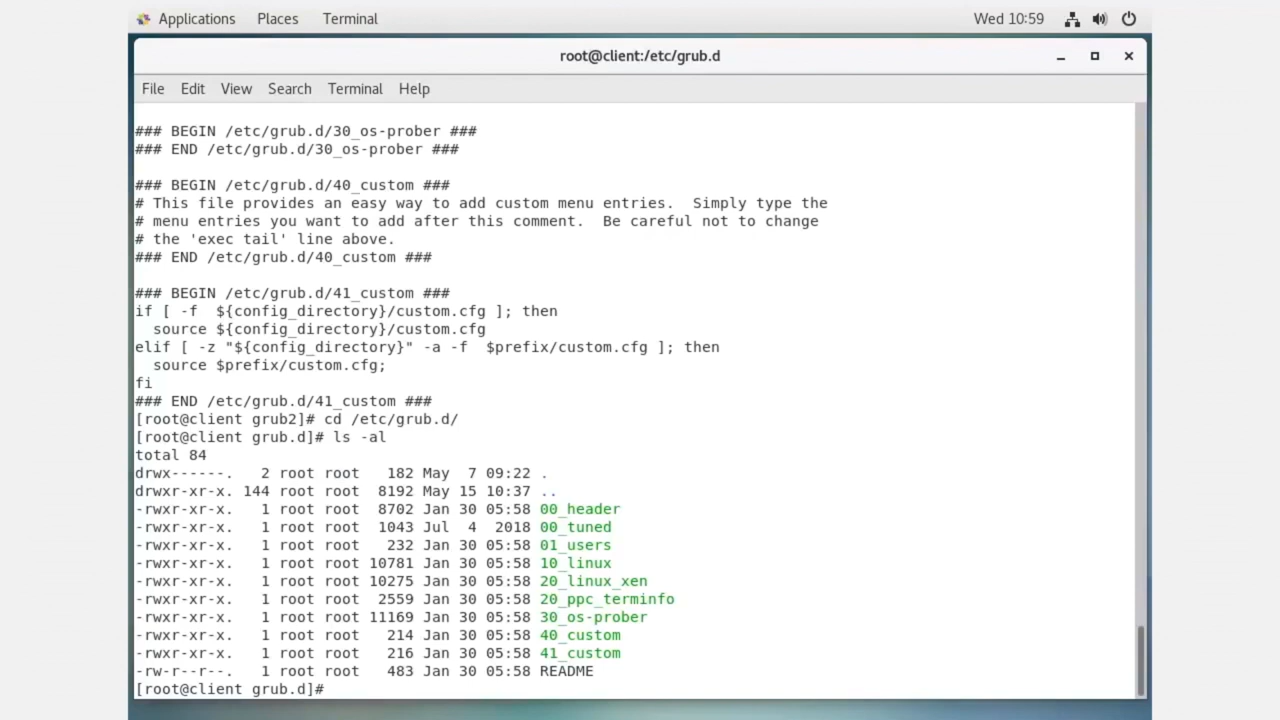 Applications Places Terminal Wed 10:59
root@client:/etc/grub.d
File Edit View Search Terminal Help
### BEGIN /etc/grub.d/30_os-prober ###
### END /etc/grub.d/30_os-prober ###
### BEGIN /etc/grub.d/40_custom ###
# This file provides an easy way to add custom menu entries.  Simply type the
# menu entries you want to add after this comment.  Be careful not to change
# the 'exec tail' line above.
### END /etc/grub.d/40_custom ###
### BEGIN /etc/grub.d/41_custom ###
if [ -f  ${config_directory}/custom.cfg ]; then
  source ${config_directory}/custom.cfg
elif [ -z "${config_directory}" -a -f  $prefix/custom.cfg ]; then
  source $prefix/custom.cfg;
fi
### END /etc/grub.d/41_custom ###
[root@client grub2]# cd /etc/grub.d/
[root@client grub.d]# ls -al
total 84
drwx------.   2 root root   182 May  7 09:22 .
drwxr-xr-x. 144 root root  8192 May 15 10:37 ..
-rwxr-xr-x.   1 root root  8702 Jan 30 05:58 00_header
-rwxr-xr-x.   1 root root  1043 Jul  4  2018 00_tuned
-rwxr-xr-x.   1 root root   232 Jan 30 05:58 01_users
-rwxr-xr-x.   1 root root 10781 Jan 30 05:58 10_linux
-rwxr-xr-x.   1 root root 10275 Jan 30 05:58 20_linux_xen
-rwxr-xr-x.   1 root root  2559 Jan 30 05:58 20_ppc_terminfo
-rwxr-xr-x.   1 root root 11169 Jan 30 05:58 30_os-prober
-rwxr-xr-x.   1 root root   214 Jan 30 05:58 40_custom
-rwxr-xr-x.   1 root root   216 Jan 30 05:58 41_custom
-rw-r--r--.   1 root root   483 Jan 30 05:58 README
[root@client grub.d]#